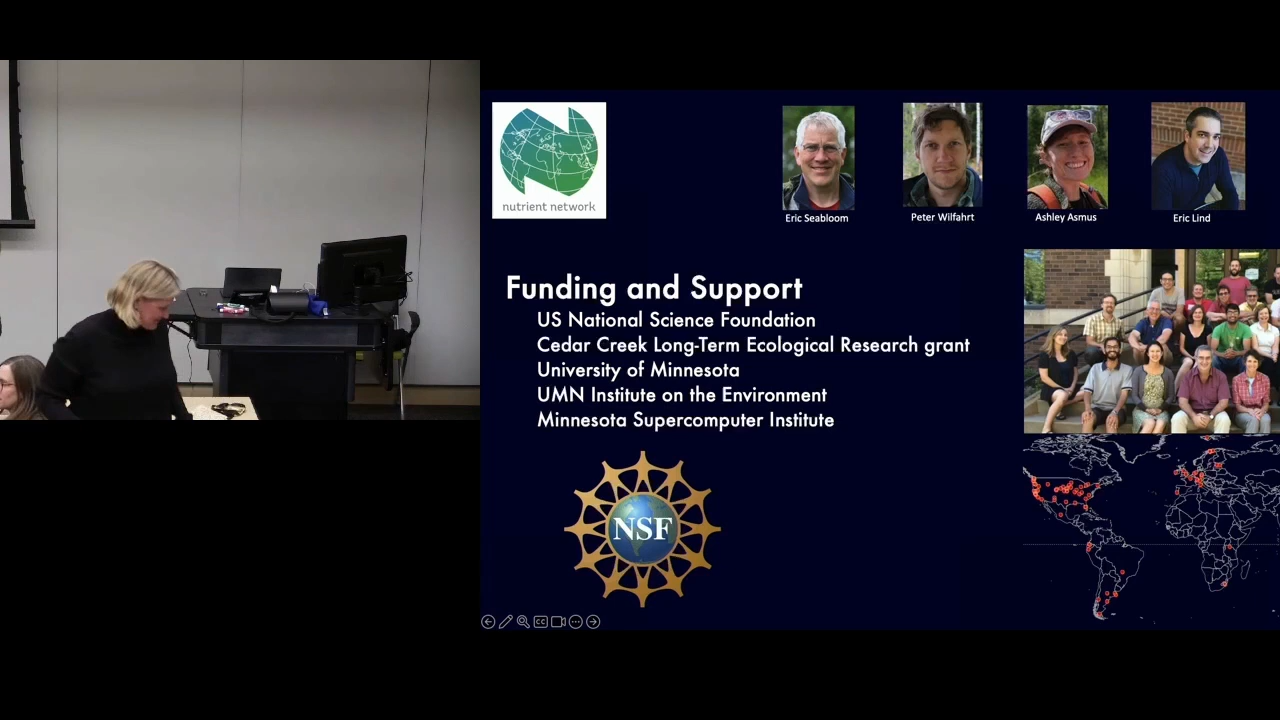 nutrient network
Eric Seabloom
Peter Wilfahrt
Ashley Asmus
Eric Lind
Funding and Support
US National Science Foundation
Cedar Creek Long-Term Ecological Research grant
University of Minnesota
UMN Institute on the Environment
Minnesota Supercomputer Institute
NSF
CC